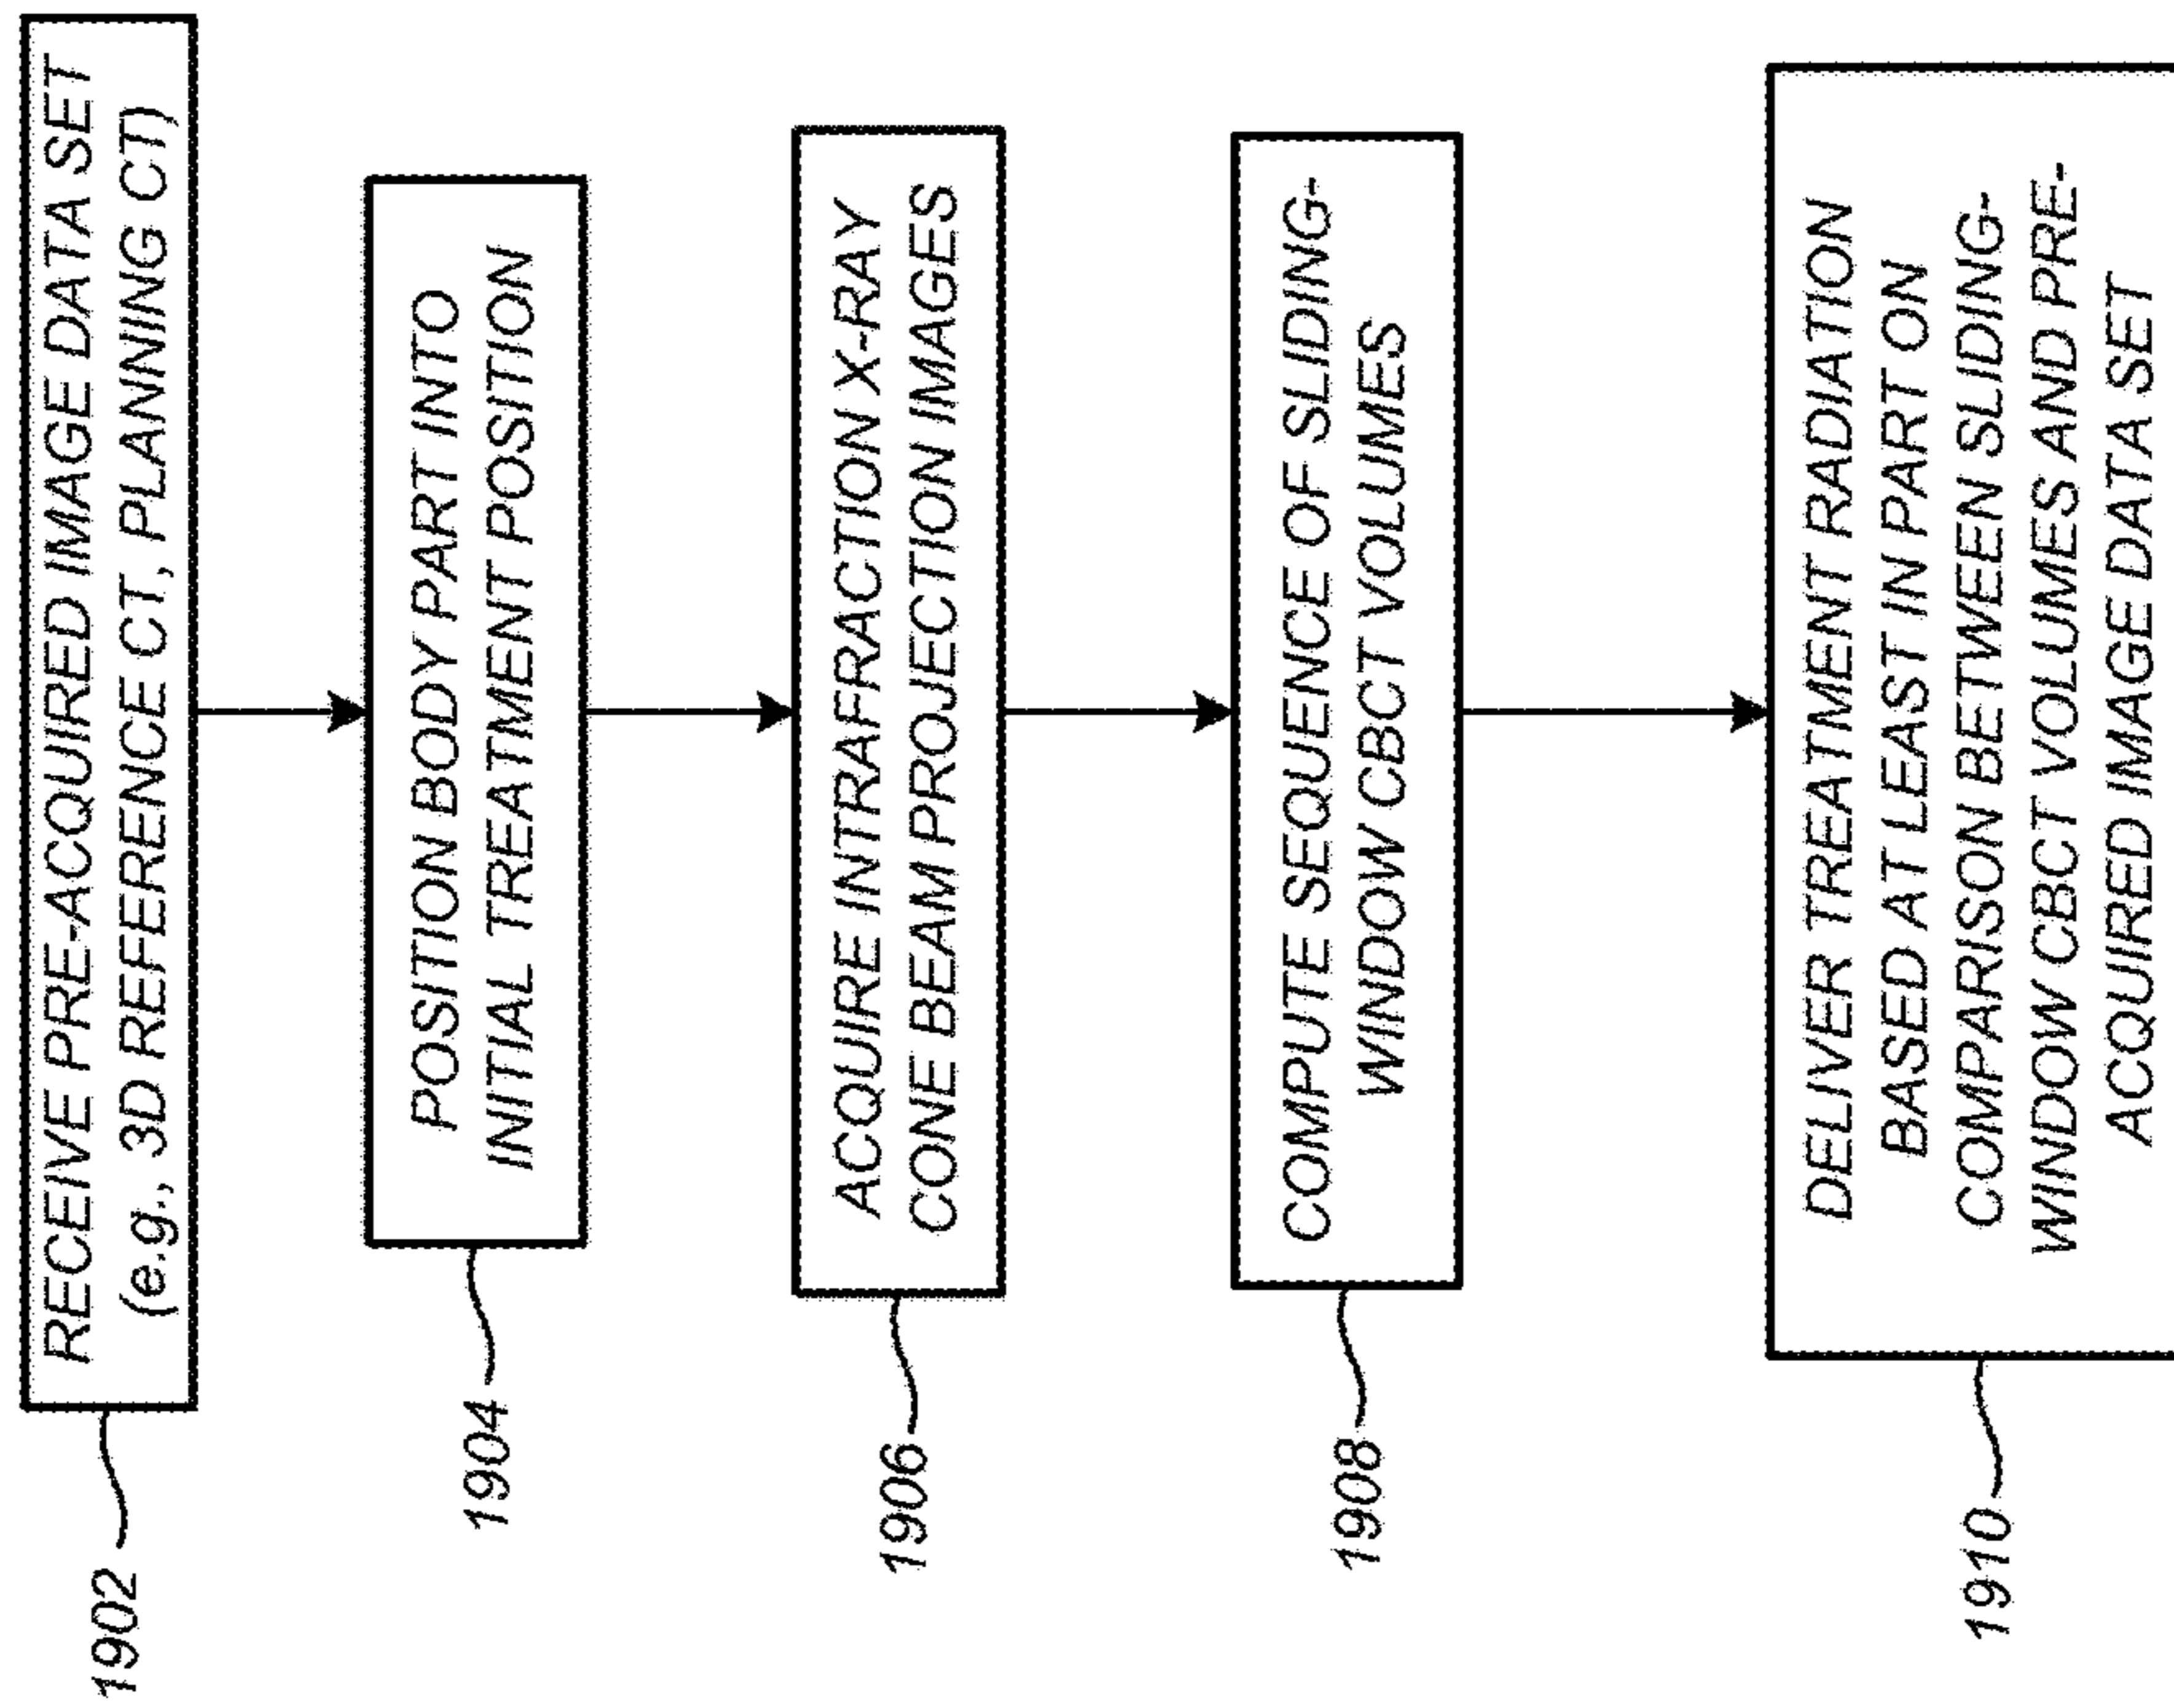 RECEIVE PRE-ACQUIRED IMAGE DATA SET
(e.g., 3D REFERENCE CT, PLANNING CT)
1902
POSITION BODY PART INTO
INITIAL TREATMENT POSITION
1904
ACQUIRE INTRAFRACTION X-RAY
CONE BEAM PROJECTION IMAGES
1906
COMPUTE SEQUENCE OF SLIDING-
WINDOW CBCT VOLUMES
1908
DELIVER TREATMENT RADIATION
BASED AT LEAST IN PART ON
COMPARISON BETWEEN SLIDING-
WINDOW CBCT VOLUMES AND PRE-
ACQUIRED IMAGE DATA SET
1910